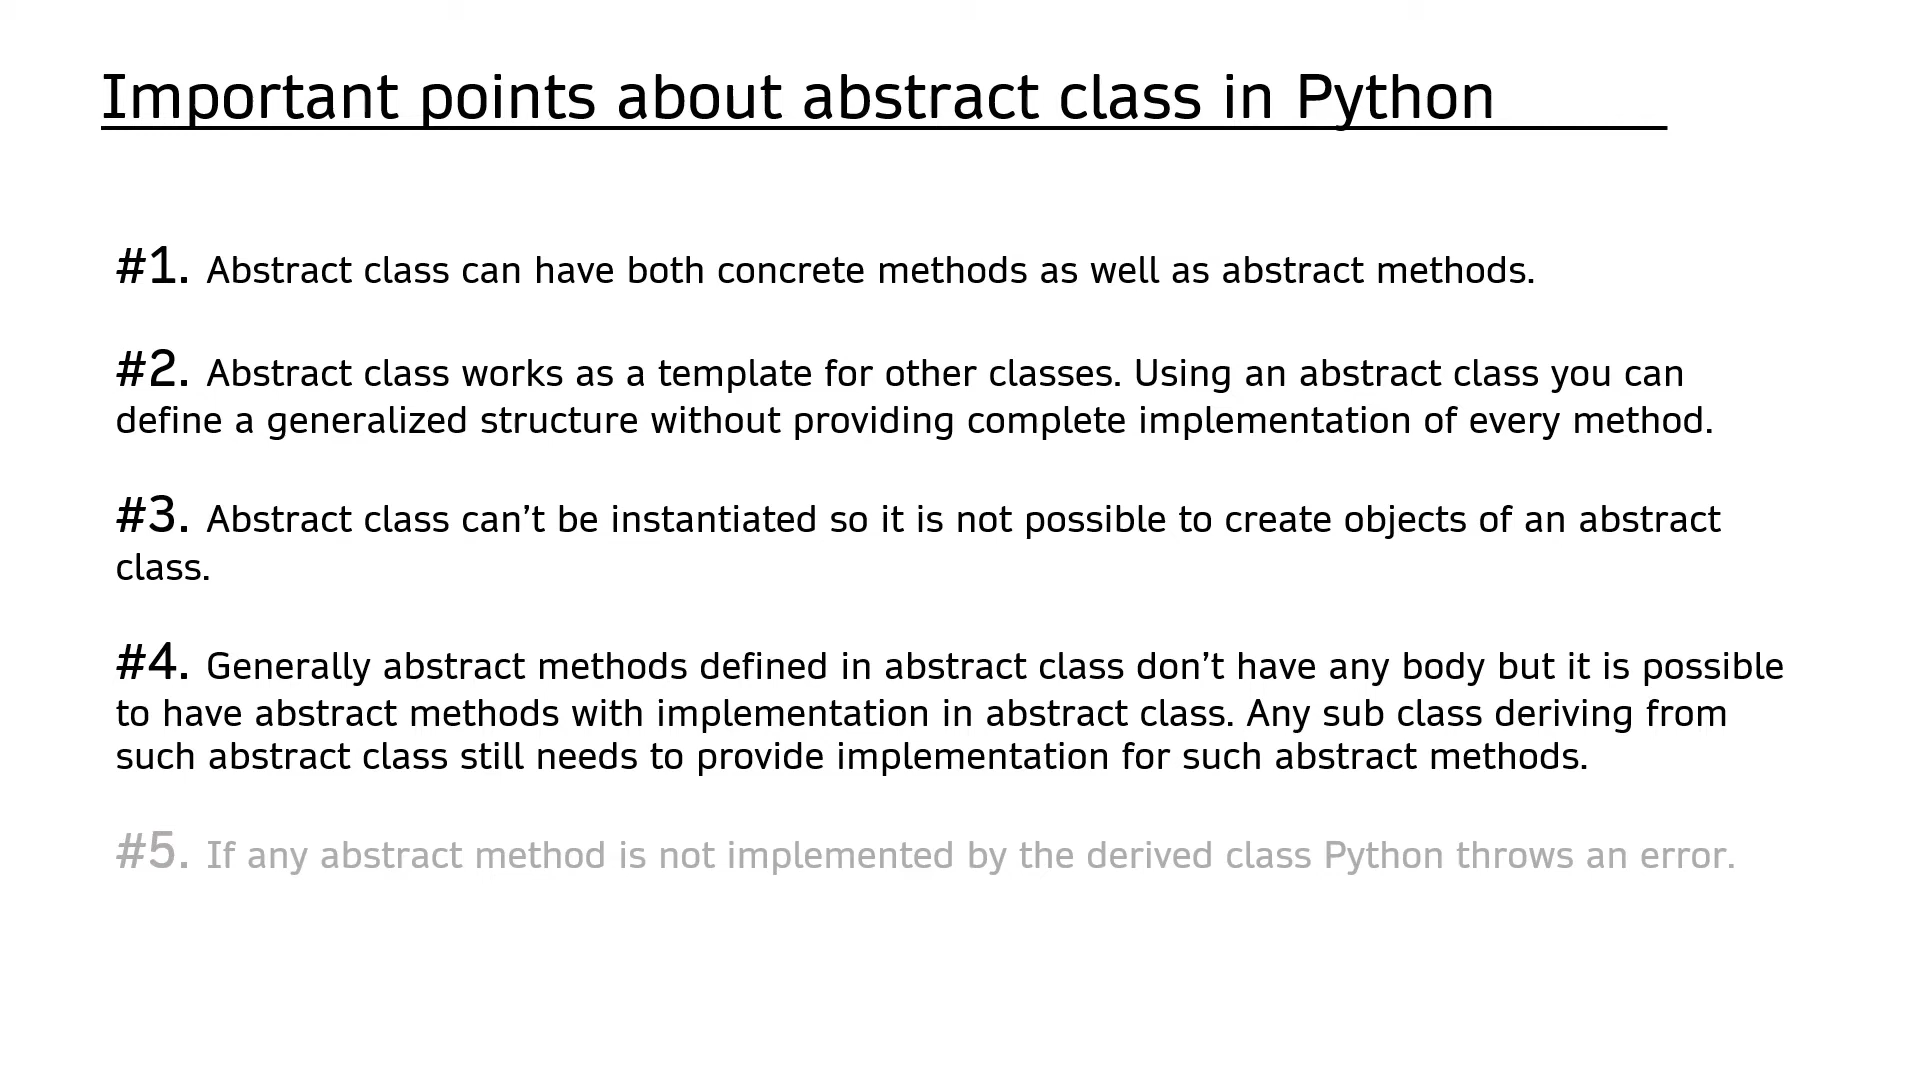 Important points about abstract class in Python
#1. Abstract class can have both concrete methods as well as abstract methods.
#2. Abstract class works as a template for other classes. Using an abstract class you can
define a generalized structure without providing complete implementation of every method.
#3. Abstract class can’t be instantiated so it is not possible to create objects of an abstract
class.
#4. Generally abstract methods defined in abstract class don’t have any body but it is possible
to have abstract methods with implementation in abstract class. Any sub class deriving from
such abstract class still needs to provide implementation for such abstract methods.
#5. If any abstract method is not implemented by the derived class Python throws an error.